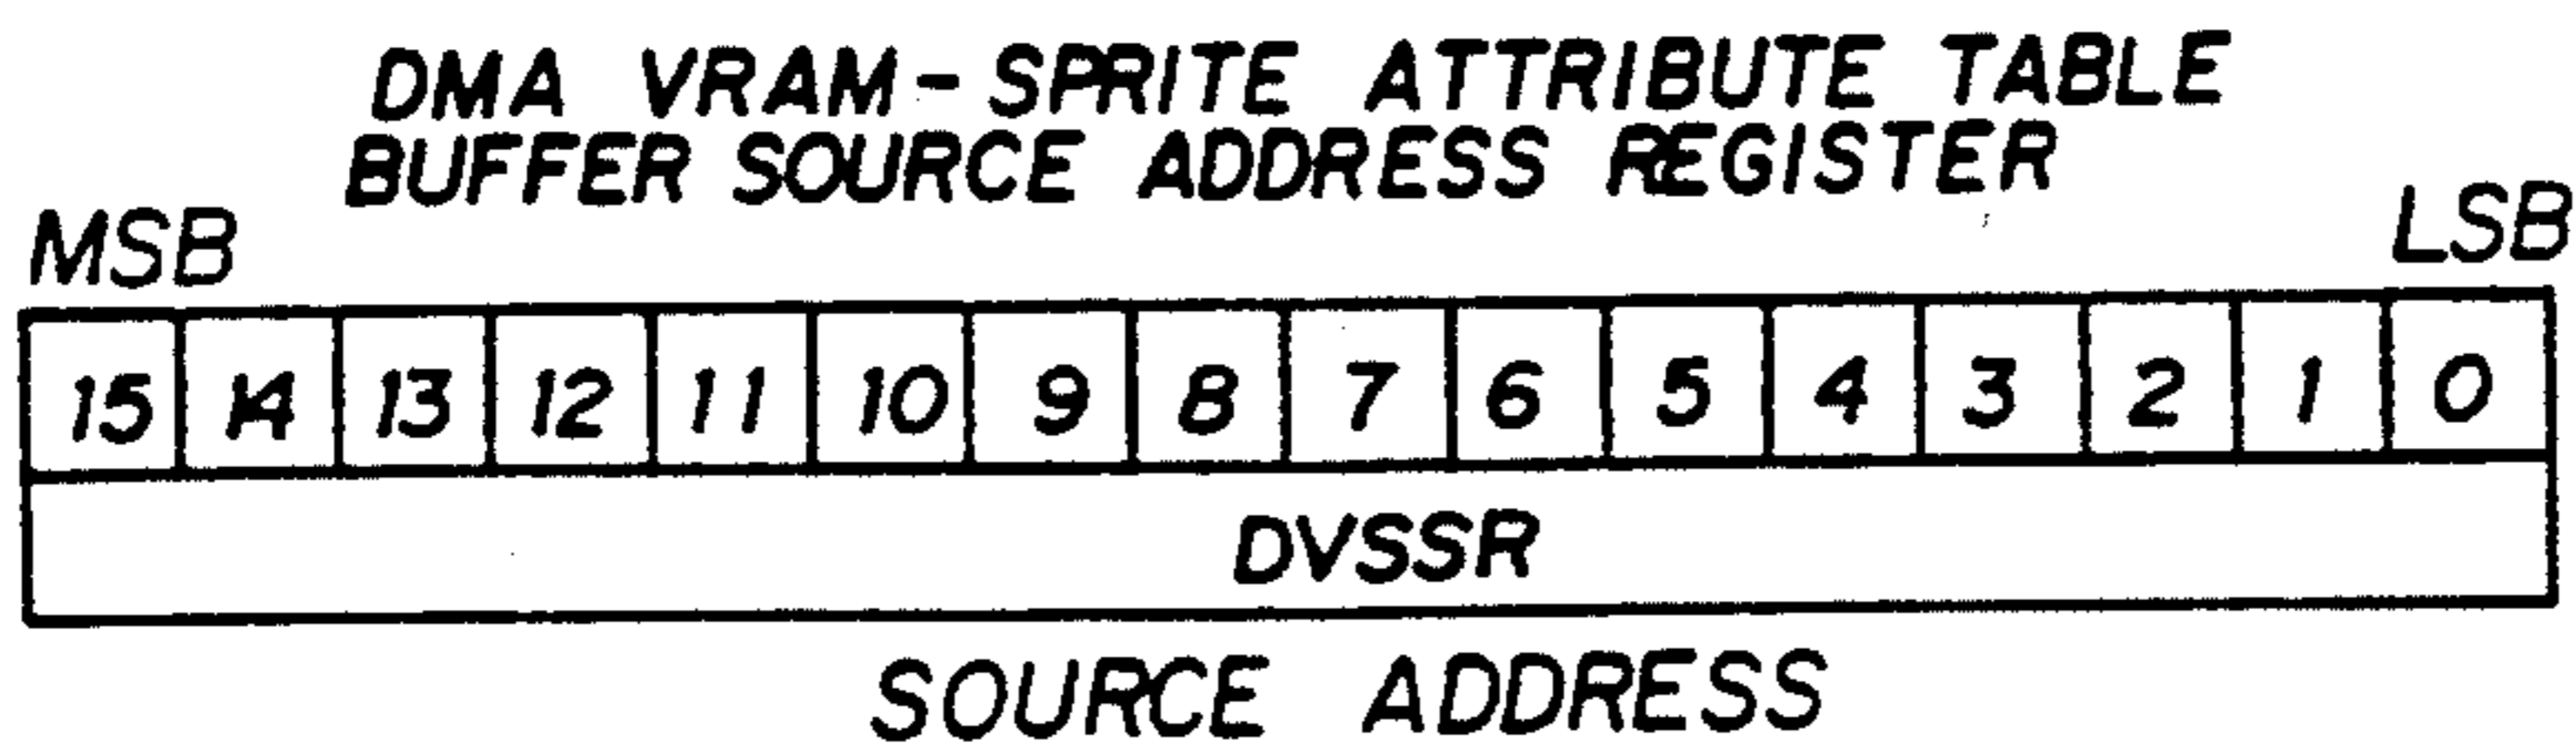 DMA VRAM-SPRITE ATTRIBUTE TABLE
BUFFER SOURCE ADDRESS REGISTER
MSB LSB
15 14 13 12 11 10 9 8 7 6 5 4 3 2 1 0
DVSSR
SOURCE ADDRESS